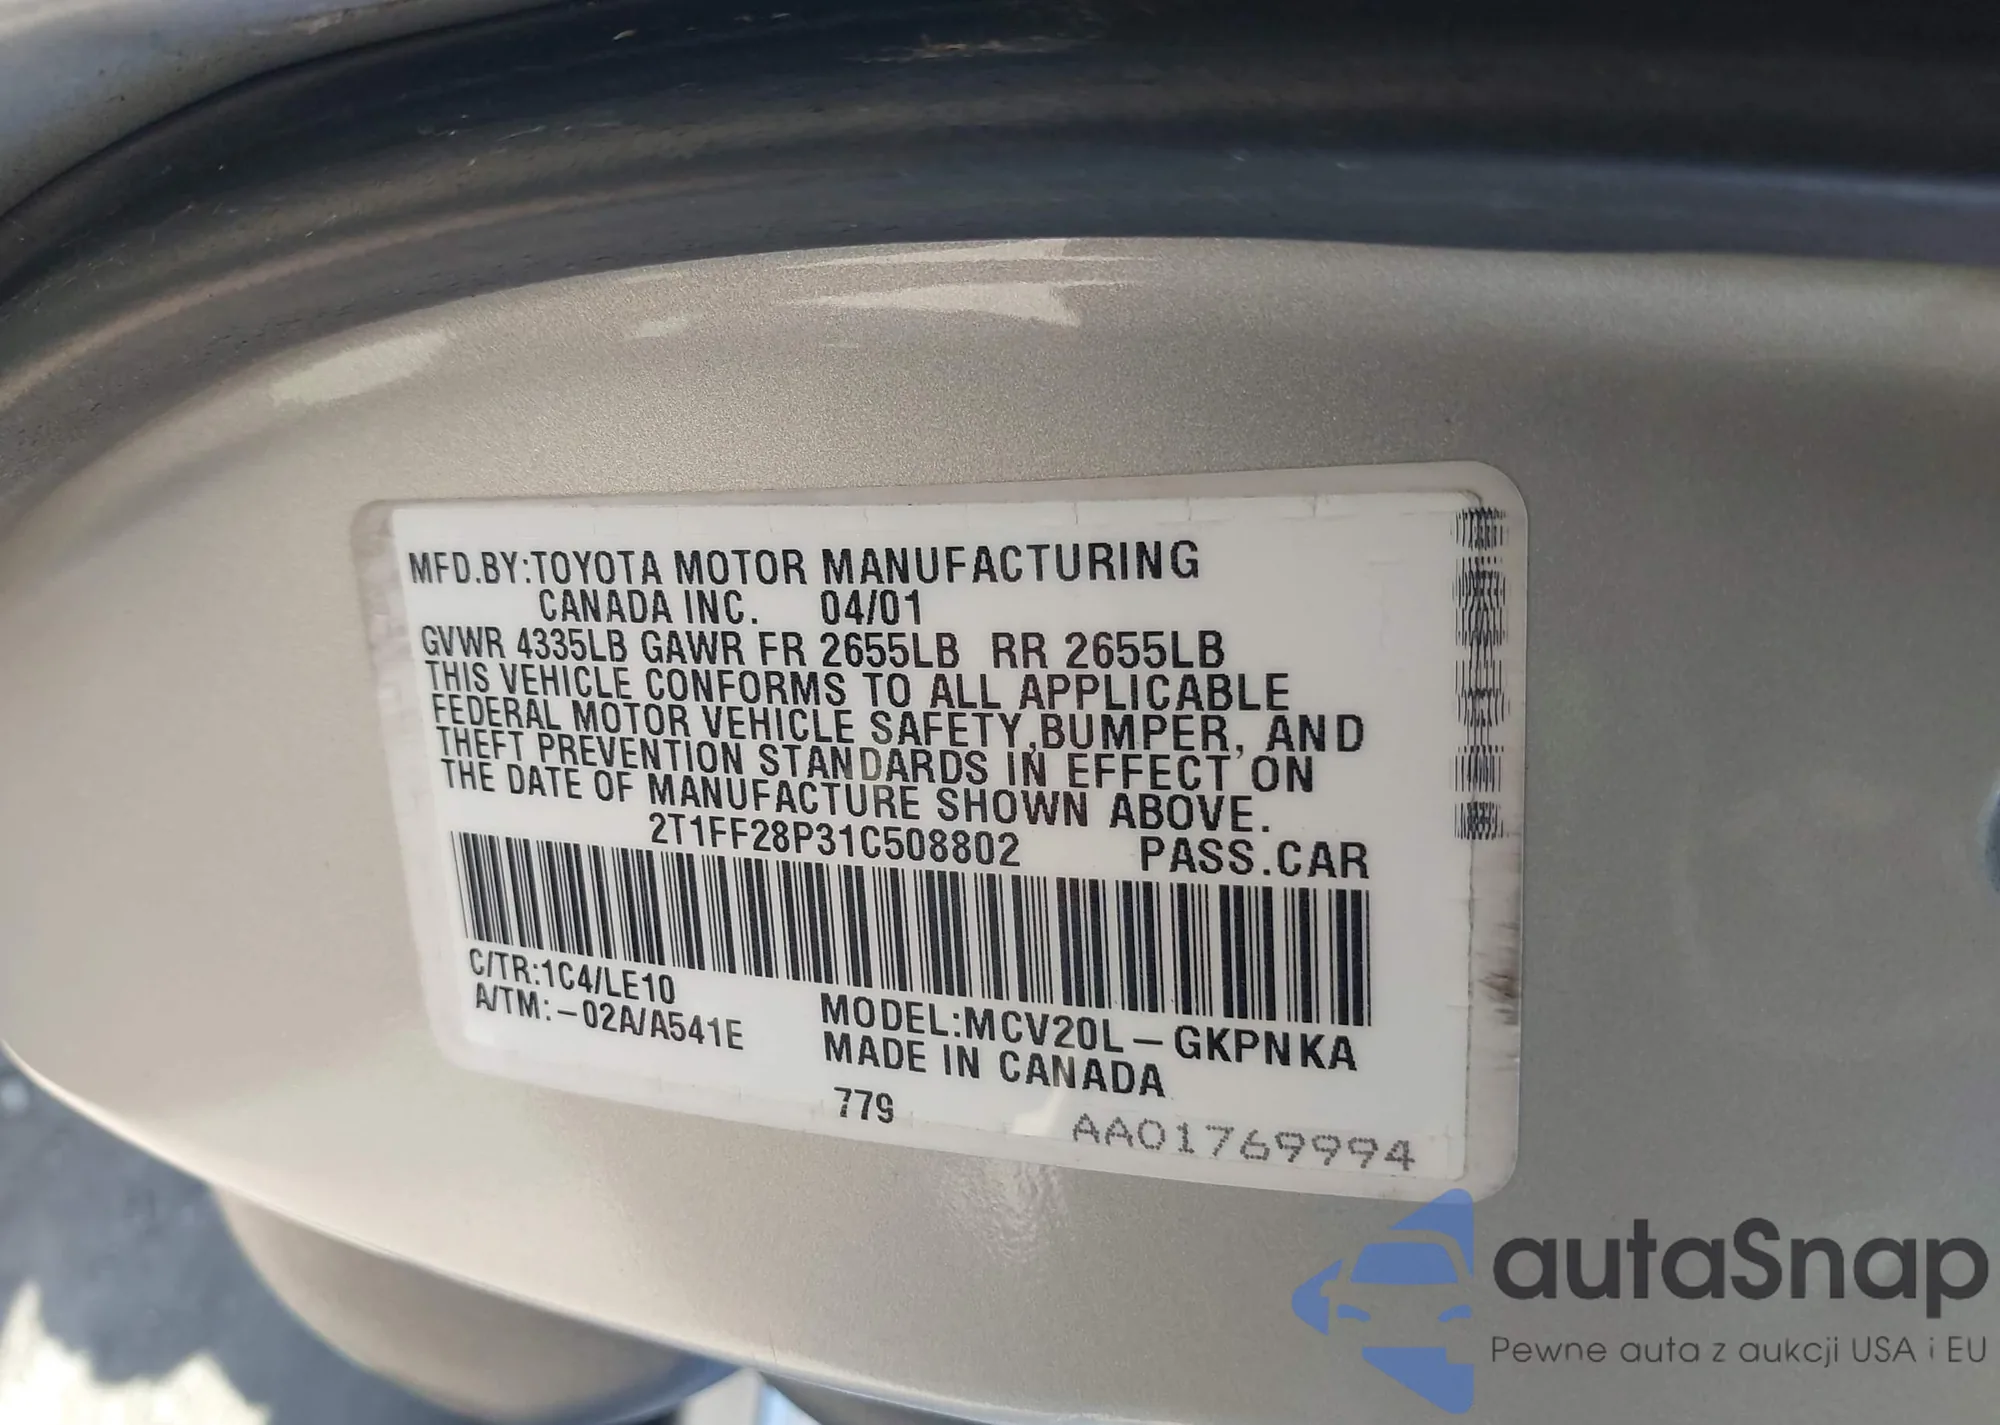 MFD.BY:TOYOTA MOTOR MANUFACTURING
CANADA INC. 04/01
GVWR 4335LB GAWR FR 2655LB RR 2655LB
THIS VEHICLE CONFORMS TO ALL APPLICABLE
FEDERAL MOTOR VEHICLE SAFETY,BUMPER, AND
THEFT PREVENTION STANDARDS IN EFFECT ON
THE DATE OF MANUFACTURE SHOWN ABOVE.
2T1FF28P31C508802 PASS.CAR
C/TR:1C4/LE10
A/TM:-02A/A541E
MODEL:MCV20L-GKPNKA
MADE IN CANADA
779
AA01769994
autaSnap
Pewne auta z aukcji USA i EU